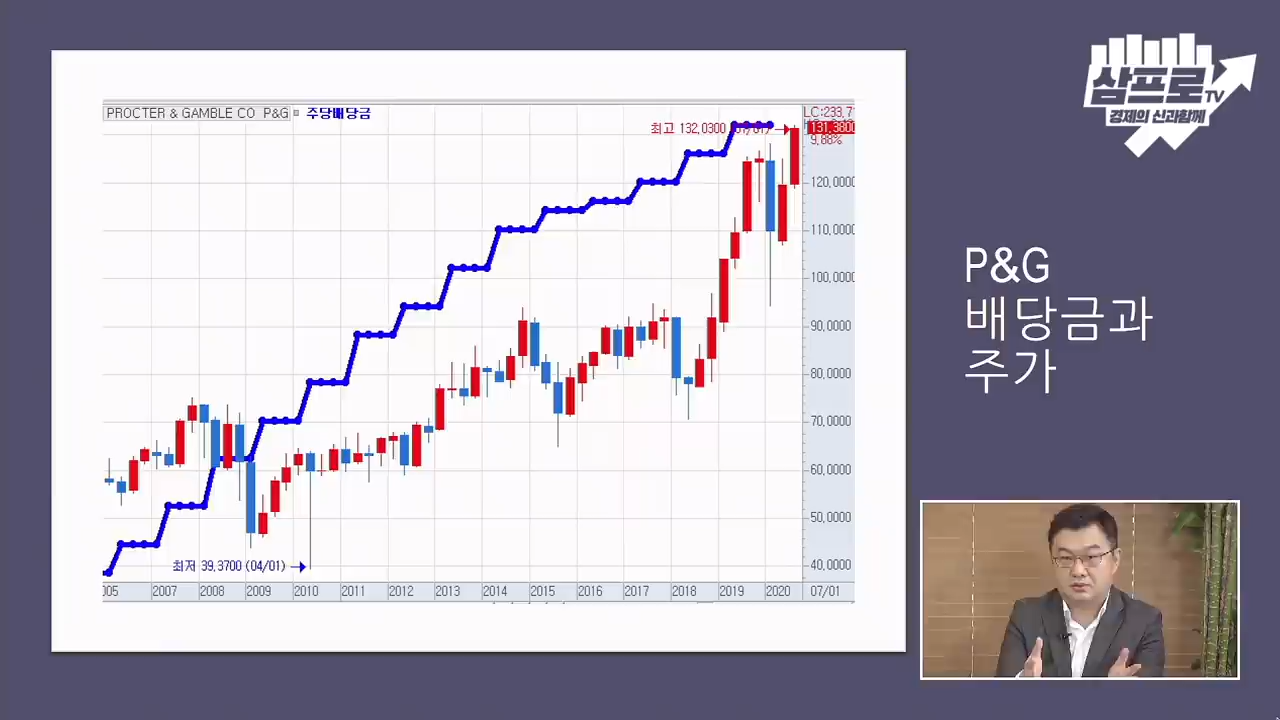 삼프로TV
경제의 신과함께
PROCTER & GAMBLE CO P&G 주당배당금
LC:233,7
최고 132,0300
131,3800
9,88%
120,0000
110,0000
100,0000
90,0000
80,0000
70,0000
60,0000
50,0000
40,0000
최저 39,3700 (04/01)
2007 2008 2009 2010 2011 2012 2013 2014 2015 2016 2017 2018 2019 2020 07/01
P&G
배당금과
주가